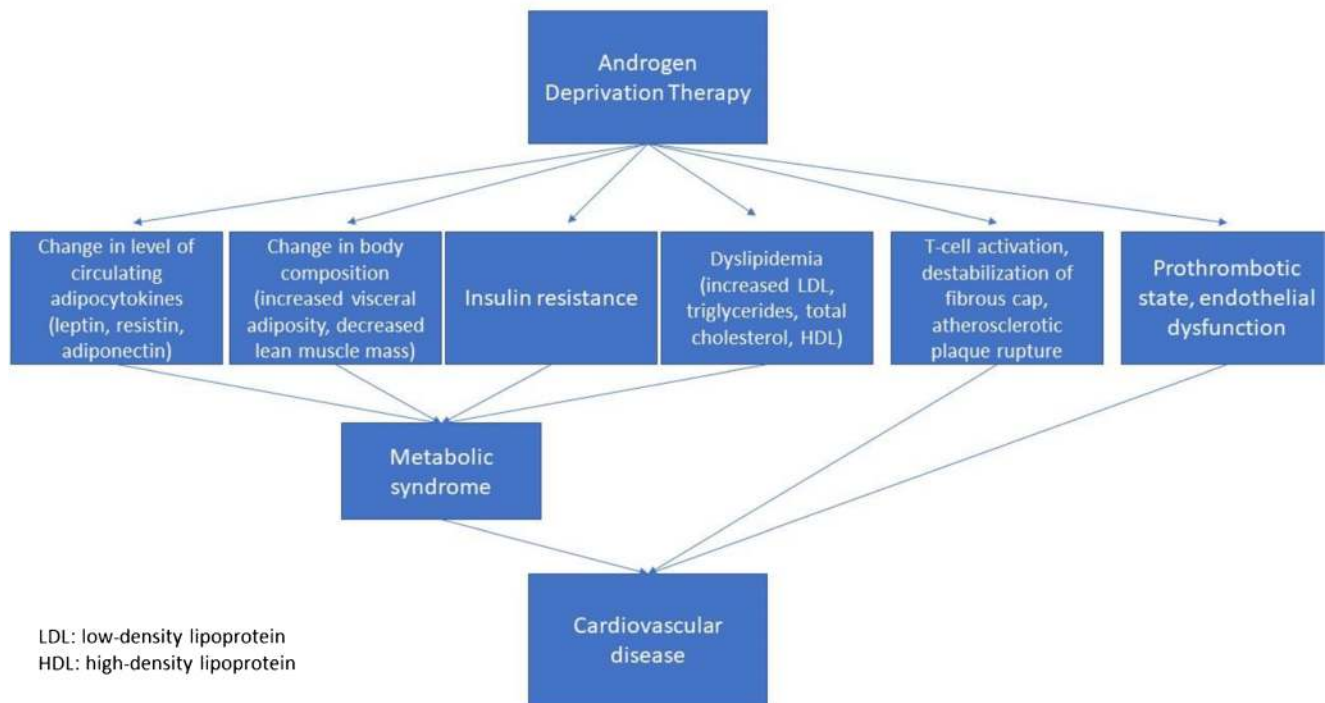 Androgen
Deprivation Therapy
Change in level of
circulating
adipocytokines
(leptin, resistin,
adiponectin)
Change in body
composition
(increased visceral
adiposity, decreased
lean muscle mass)
Insulin resistance
Dyslipidemia
(increased LDL,
triglycerides, total
cholesterol, HDL)
T-cell activation,
destabilization of
fibrous cap,
atherosclerotic
plaque rupture
Prothrombotic
state, endothelial
dysfunction
Metabolic
syndrome
Cardiovascular
disease
LDL: low-density lipoprotein
HDL: high-density lipoprotein